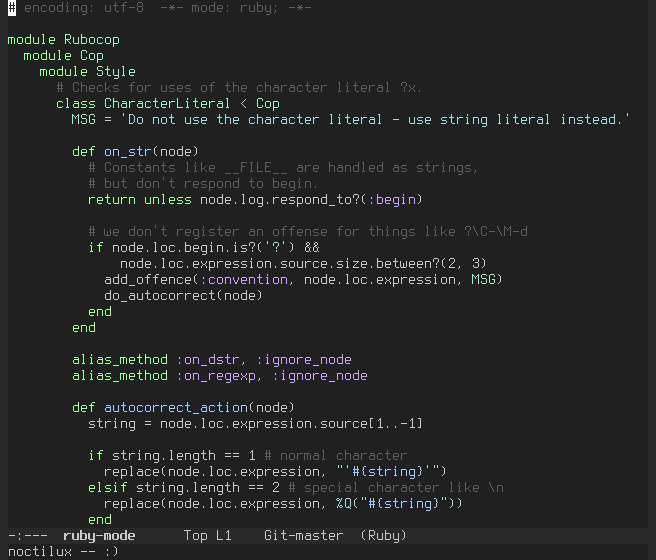 # encoding: utf-8  -*- mode: ruby; -*-

module Rubocop
  module Cop
    module Style
      # Checks for uses of the character literal ?x.
      class CharacterLiteral < Cop
        MSG = 'Do not use the character literal - use string literal instead.'

        def on_str(node)
          # Constants like __FILE__ are handled as strings,
          # but don't respond to begin.
          return unless node.log.respond_to?(:begin)

          # we don't register an offense for things like ?\C-\M-d
          if node.loc.begin.is?('?') &&
              node.loc.expression.source.size.between?(2, 3)
            add_offence(:convention, node.loc.expression, MSG)
            do_autocorrect(node)
          end
        end

        alias_method :on_dstr, :ignore_node
        alias_method :on_regexp, :ignore_node

        def autocorrect_action(node)
          string = node.loc.expression.source[1..-1]

          if string.length == 1 # normal character
            replace(node.loc.expression, "'#{string}'")
          elsif string.length == 2 # special character like \n
            replace(node.loc.expression, %Q("#{string}"))
          end
-:---  ruby-mode      Top L1    Git-master  (Ruby)
noctilux -- :)